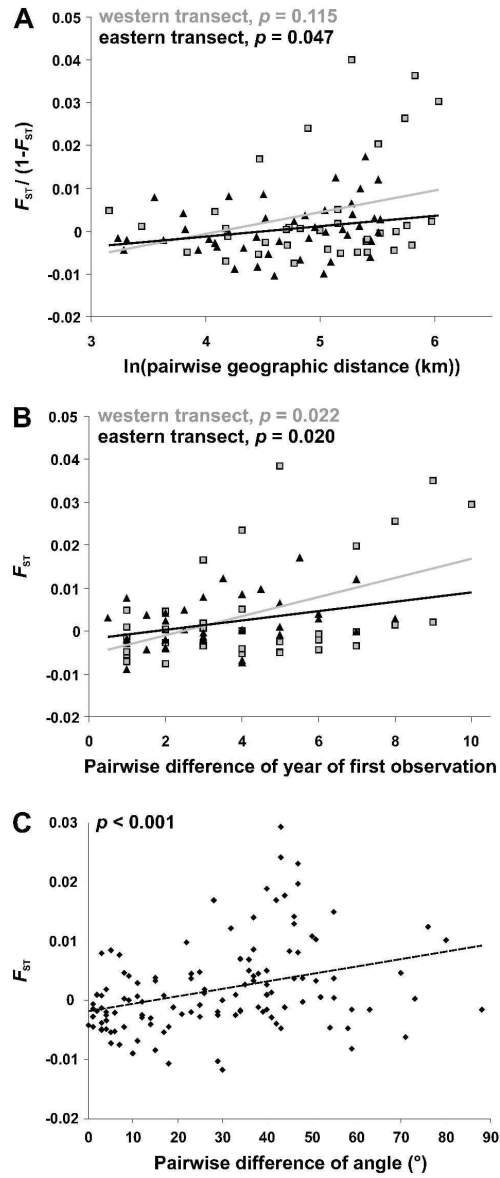 A
western transect, p = 0.115
eastern transect, p = 0.047
0.05
0.04
0.03
0.02
0.01
0
-0.01
-0.02
F_ST / (1-F_ST)
3 4 5 6
ln(pairwise geographic distance (km))
B
western transect, p = 0.022
eastern transect, p = 0.020
0.05
0.04
0.03
0.02
0.01
0
-0.01
-0.02
F_ST
0 2 4 6 8 10
Pairwise difference of year of first observation
C
p < 0.001
0.03
0.02
0.01
0
-0.01
-0.02
F_ST
0 10 20 30 40 50 60 70 80 90
Pairwise difference of angle (°)